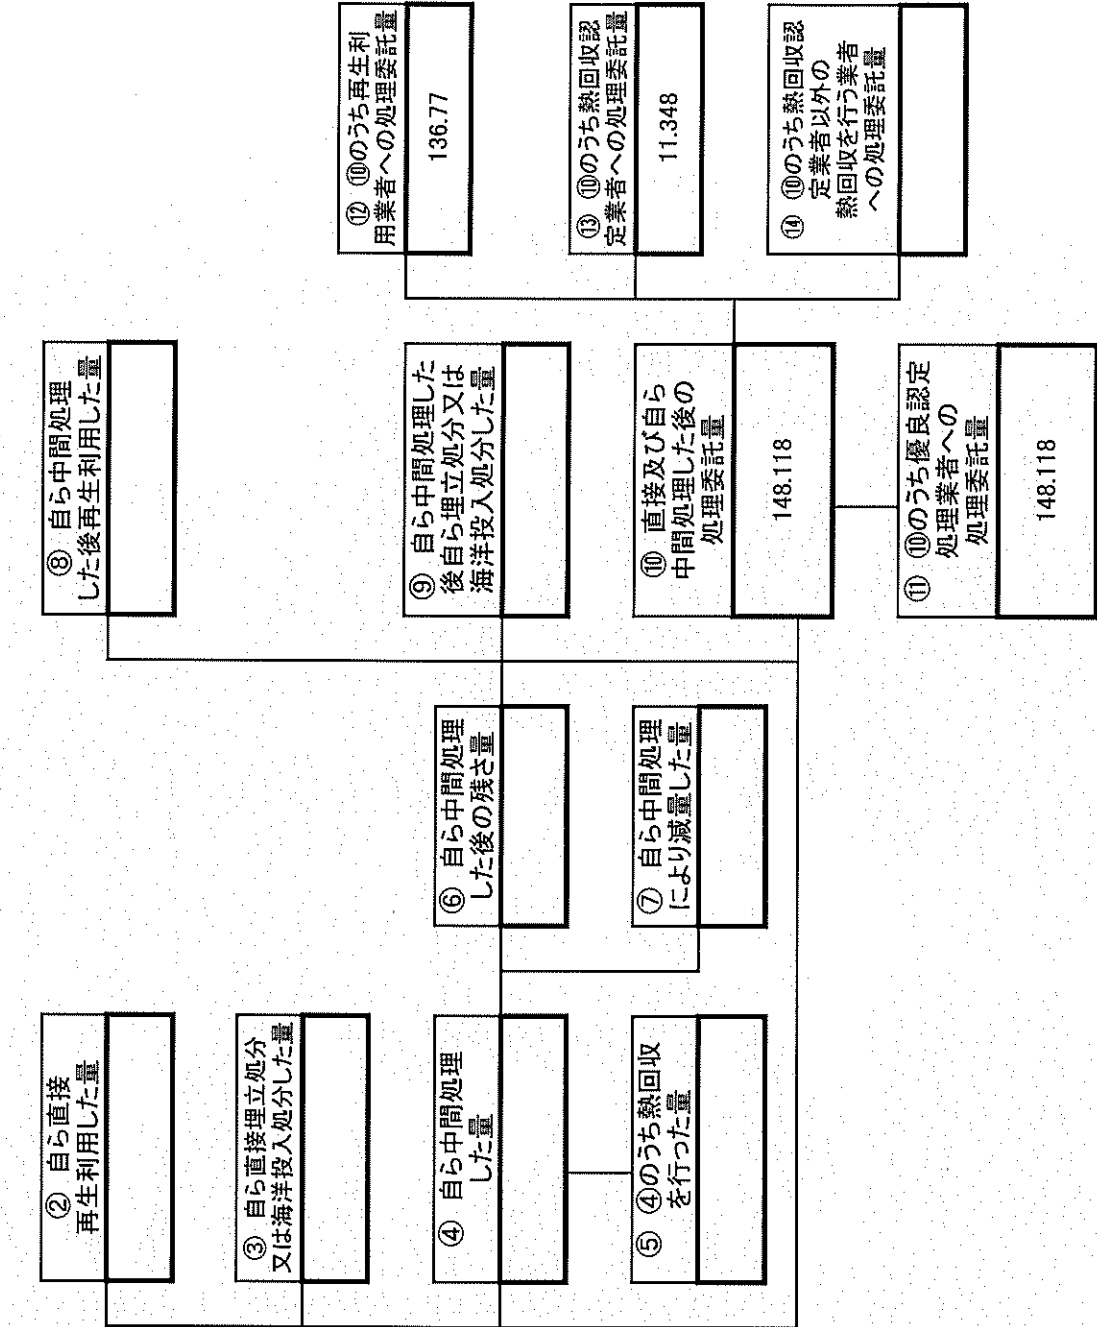 ② 自ら直接
再生利用した量
③ 自ら直接埋立処分
又は海洋投入処分した量
④ 自ら中間処理
した量
⑤ ④のうち熱回収
を行った量
⑥ 自ら中間処理
した後の残さ量
⑦ 自ら中間処理
により減量した量
⑧ 自ら中間処理
した後再生利用した量
⑨ 自ら中間処理した
後自ら埋立処分又は
海洋投入処分した量
⑩ 直接及び自ら
中間処理した後の
処理委託量
148.118
⑪ ⑩のうち優良認定
処理業者への
処理委託量
148.118
⑫ ⑩のうち再生利
用業者への処理委託量
136.77
⑬ ⑩のうち熱回収認
定業者への処理委託量
11.348
⑭ ⑩のうち熱回収認
定業者以外の
熱回収を行う業者
への処理委託量